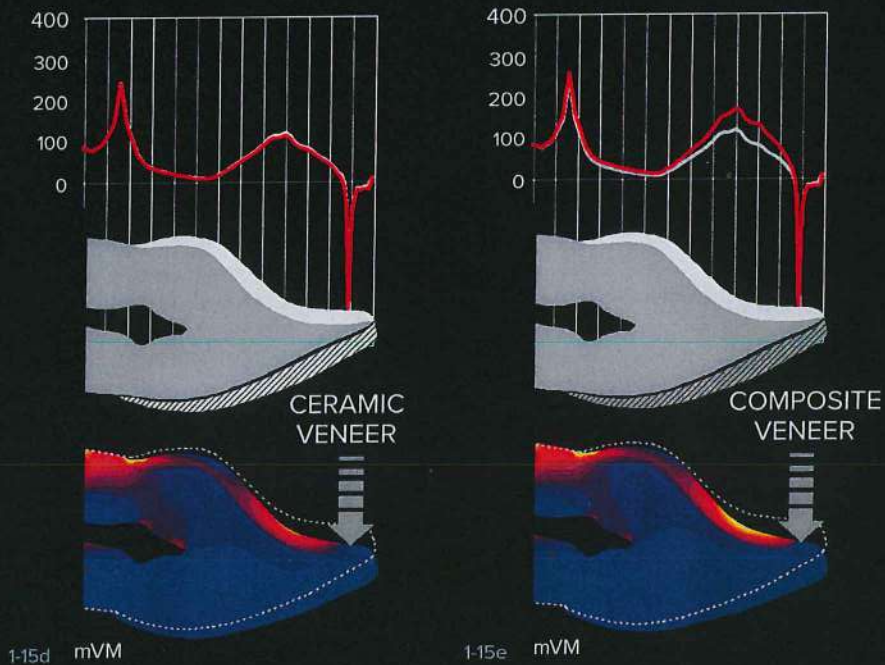 400
300
200
100
0
CERAMIC
VENEER
1-15d
mVM
400
300
200
100
0
COMPOSITE
VENEER
1-15e
mVM